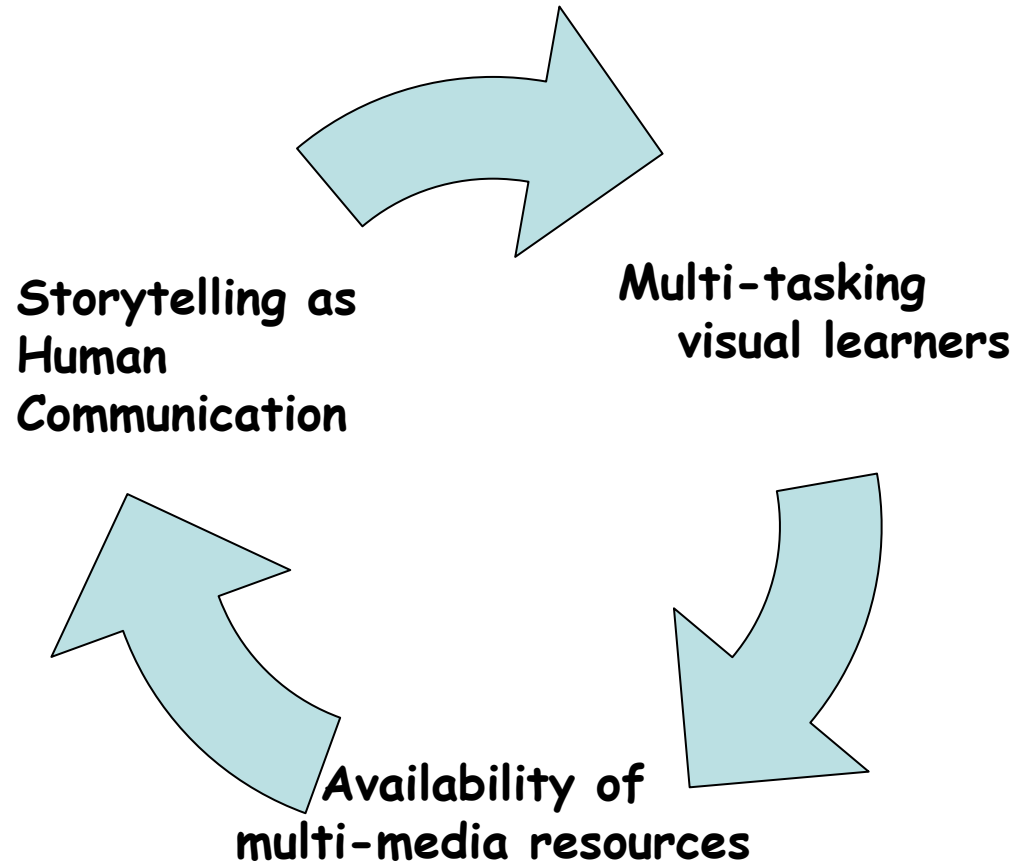 Storytelling as
Human
Communication
Multi-tasking
visual learners
Availability of
multi-media resources